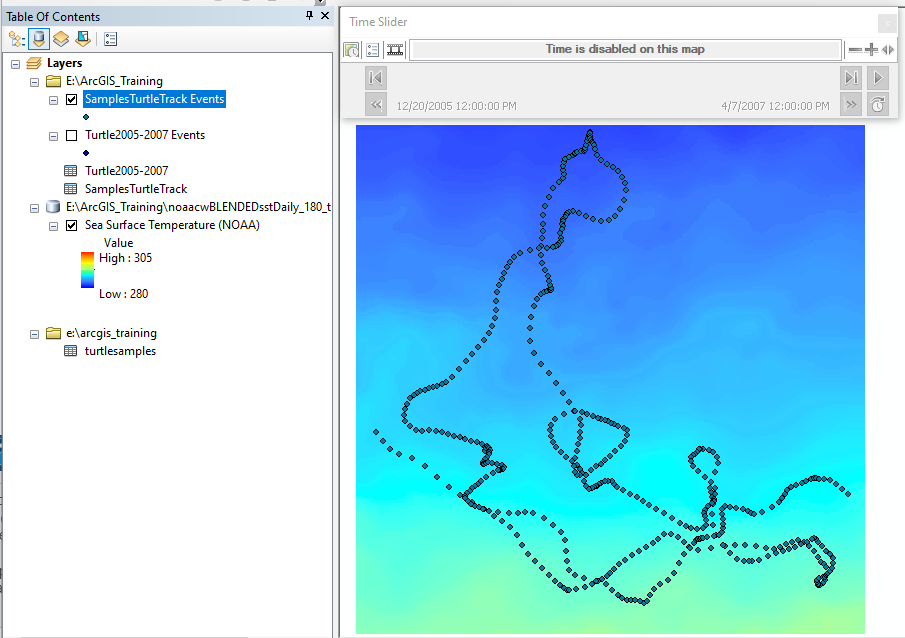 Table Of Contents
Layers
E:\ArcGIS_Training
SamplesTurtleTrack Events
Turtle2005-2007 Events
Turtle2005-2007
SamplesTurtleTrack
E:\ArcGIS_Training\noaacwBLENDEDsstDaily_180_t
Sea Surface Temperature (NOAA)
Value
High : 305
Low : 280
e:\arcgis_training
turtlesamples
Time Slider
Time is disabled on this map
12/20/2005 12:00:00 PM
4/7/2007 12:00:00 PM